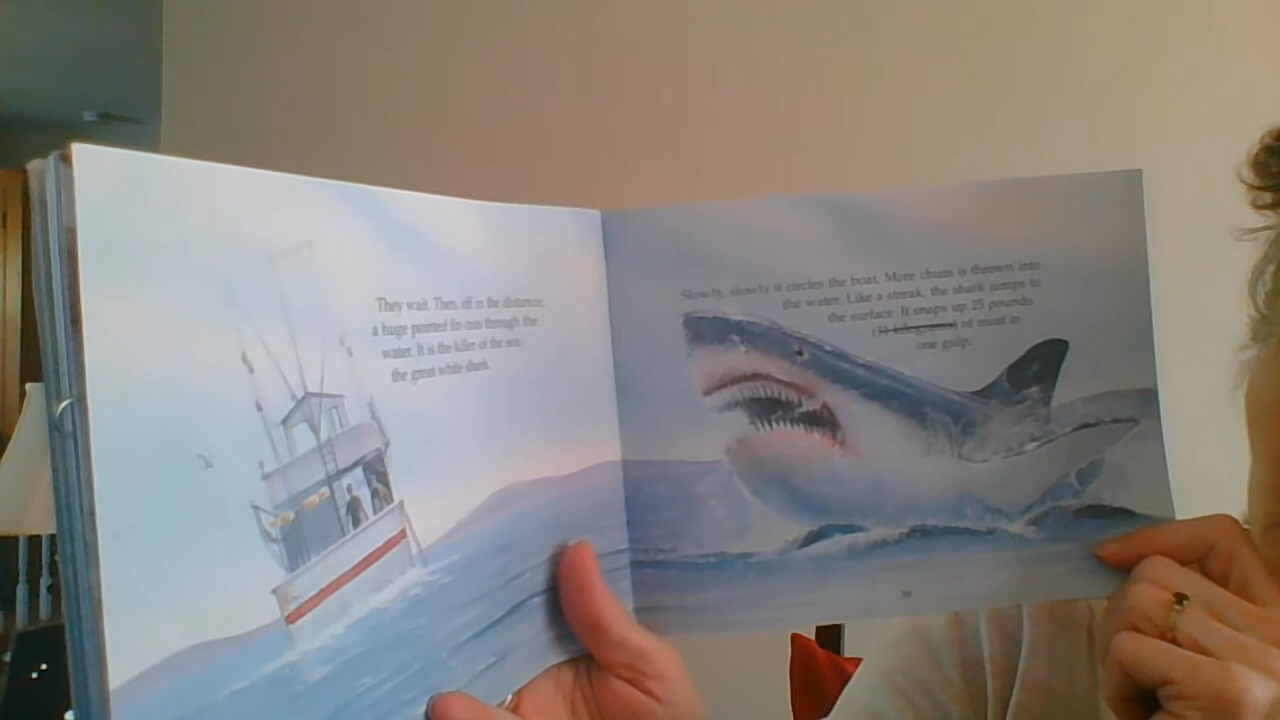 They wait. Then, off in the distance,
a huge pointed fin cuts through the
water. It is the killer of the sea,
the great white shark.
Slowly, slowly it circles the boat. More chum is thrown into
the water. Like a streak, the shark jumps to
the surface. It snaps up 25 pounds
(11 kilograms) of meat in
one gulp.